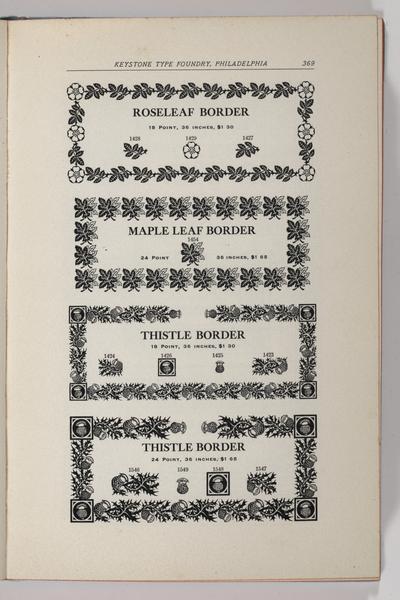 KEYSTONE TYPE FOUNDRY, PHILADELPHIA 369
ROSELEAF BORDER
18 POINT, 36 INCHES, $1 30
1428 1429 1427
MAPLE LEAF BORDER
1454
24 POINT 36 INCHES, $1 65
THISTLE BORDER
18 POINT, 36 INCHES, $1 30
1424 1426 1425 1423
THISTLE BORDER
24 POINT, 36 INCHES, $1 65
1546 1549 1548 1547